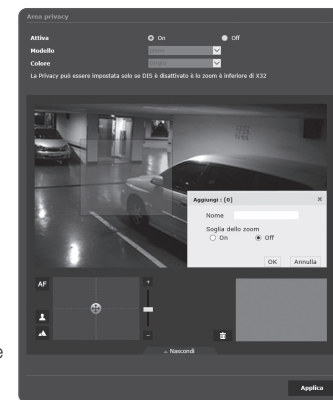 Area privacy
Attiva On Off
Modello
Colore
La Privacy può essere impostata solo se DIS è disattivato è lo zoom è inferiore di X32
Aggiungi : [0] ×
Nome
Soglia dello zoom
On Off
OK Annulla
AF +
-
Nascondi
e
Applica